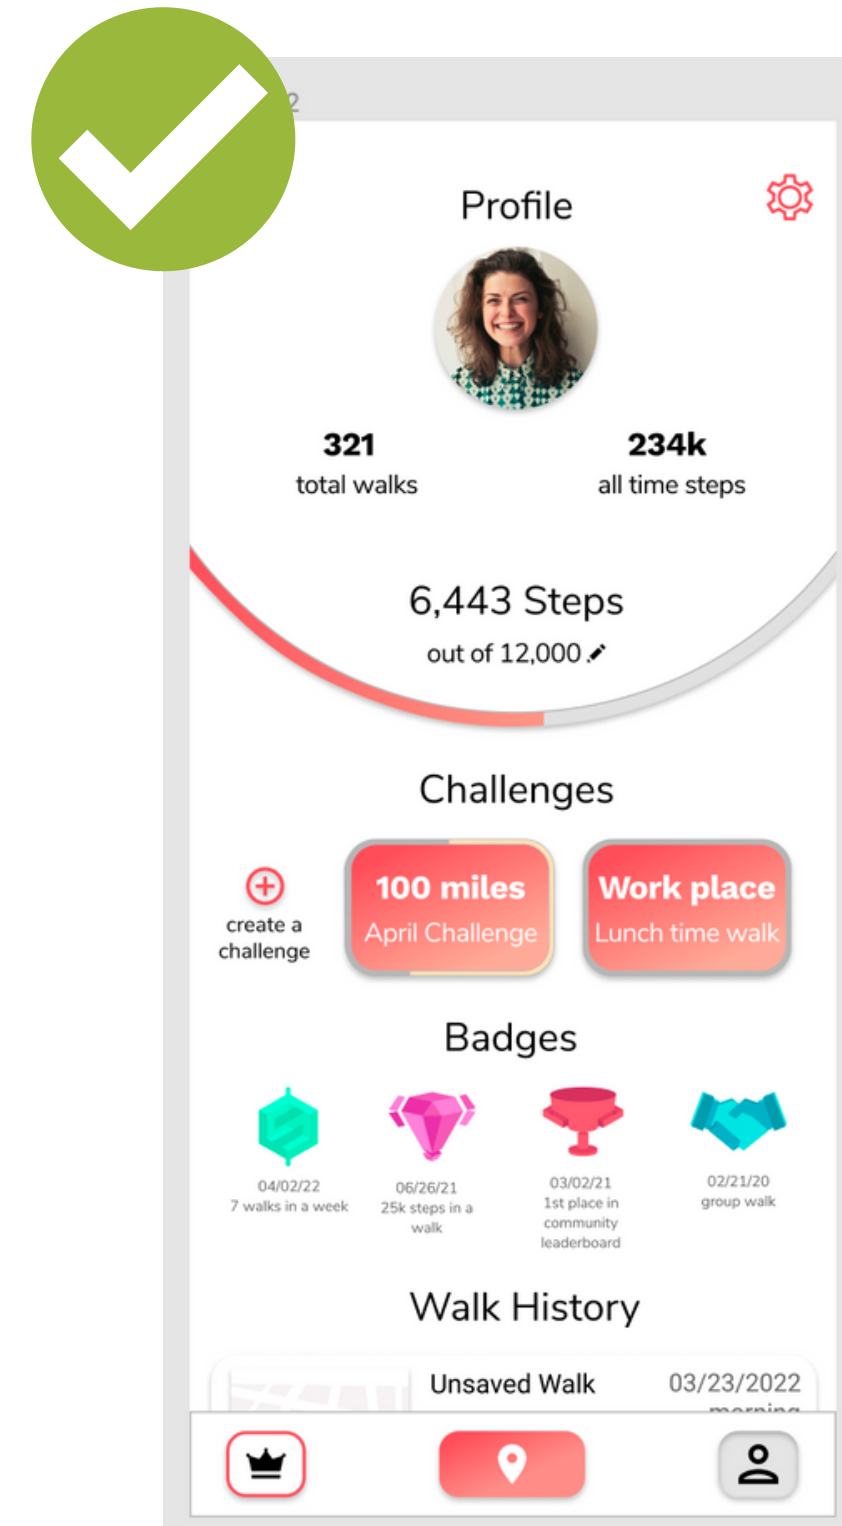 2
Profile
321
234k
total walks
all time steps
6,443 Steps
out of 12,000
Challenges
create a
challenge
100 miles
April Challenge
Work place
Lunch time walk
Badges
04/02/22
7 walks in a week
06/26/21
25k steps in a
walk
03/02/21
1st place in
community
leaderboard
02/21/20
group walk
Walk History
Unsaved Walk
03/23/2022
morning